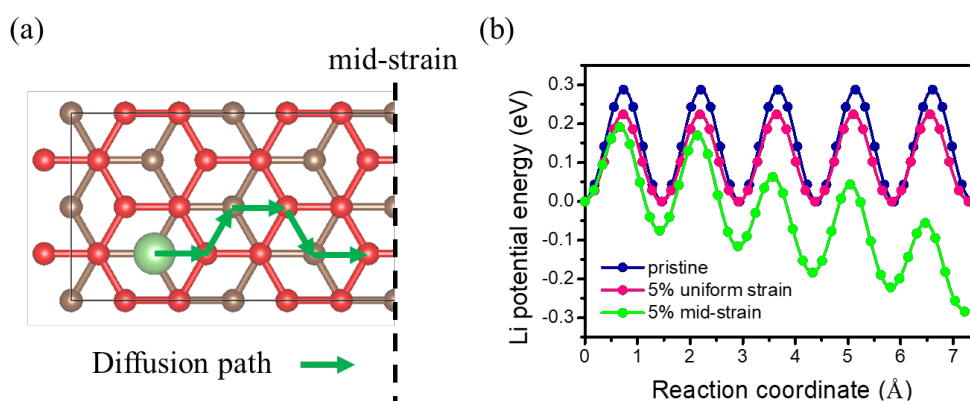 (a)
mid-strain
Diffusion path
(b)
Li potential energy (eV)
0.3
0.2
0.1
0.0
-0.1
-0.2
-0.3
pristine
5% uniform strain
5% mid-strain
0 1 2 3 4 5 6 7
Reaction coordinate (Å)